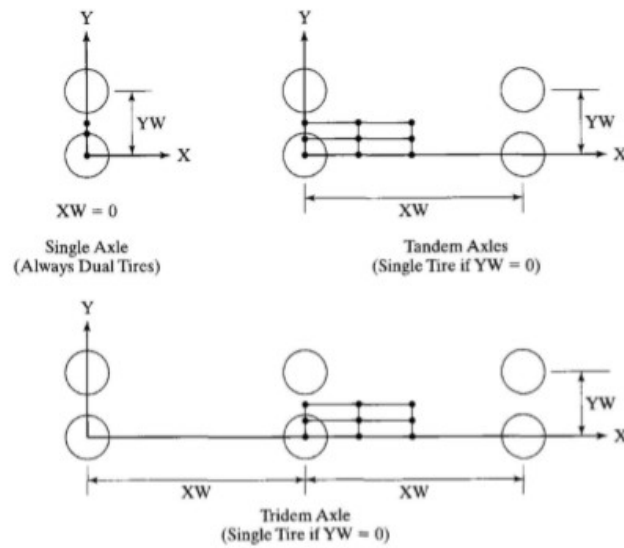 Y
Y
YW
X
YW
X
XW = 0
XW
Single Axle
(Always Dual Tires)
Tandem Axles
(Single Tire if YW = 0)
Y
YW
X
XW
XW
Tridem Axle
(Single Tire if YW = 0)